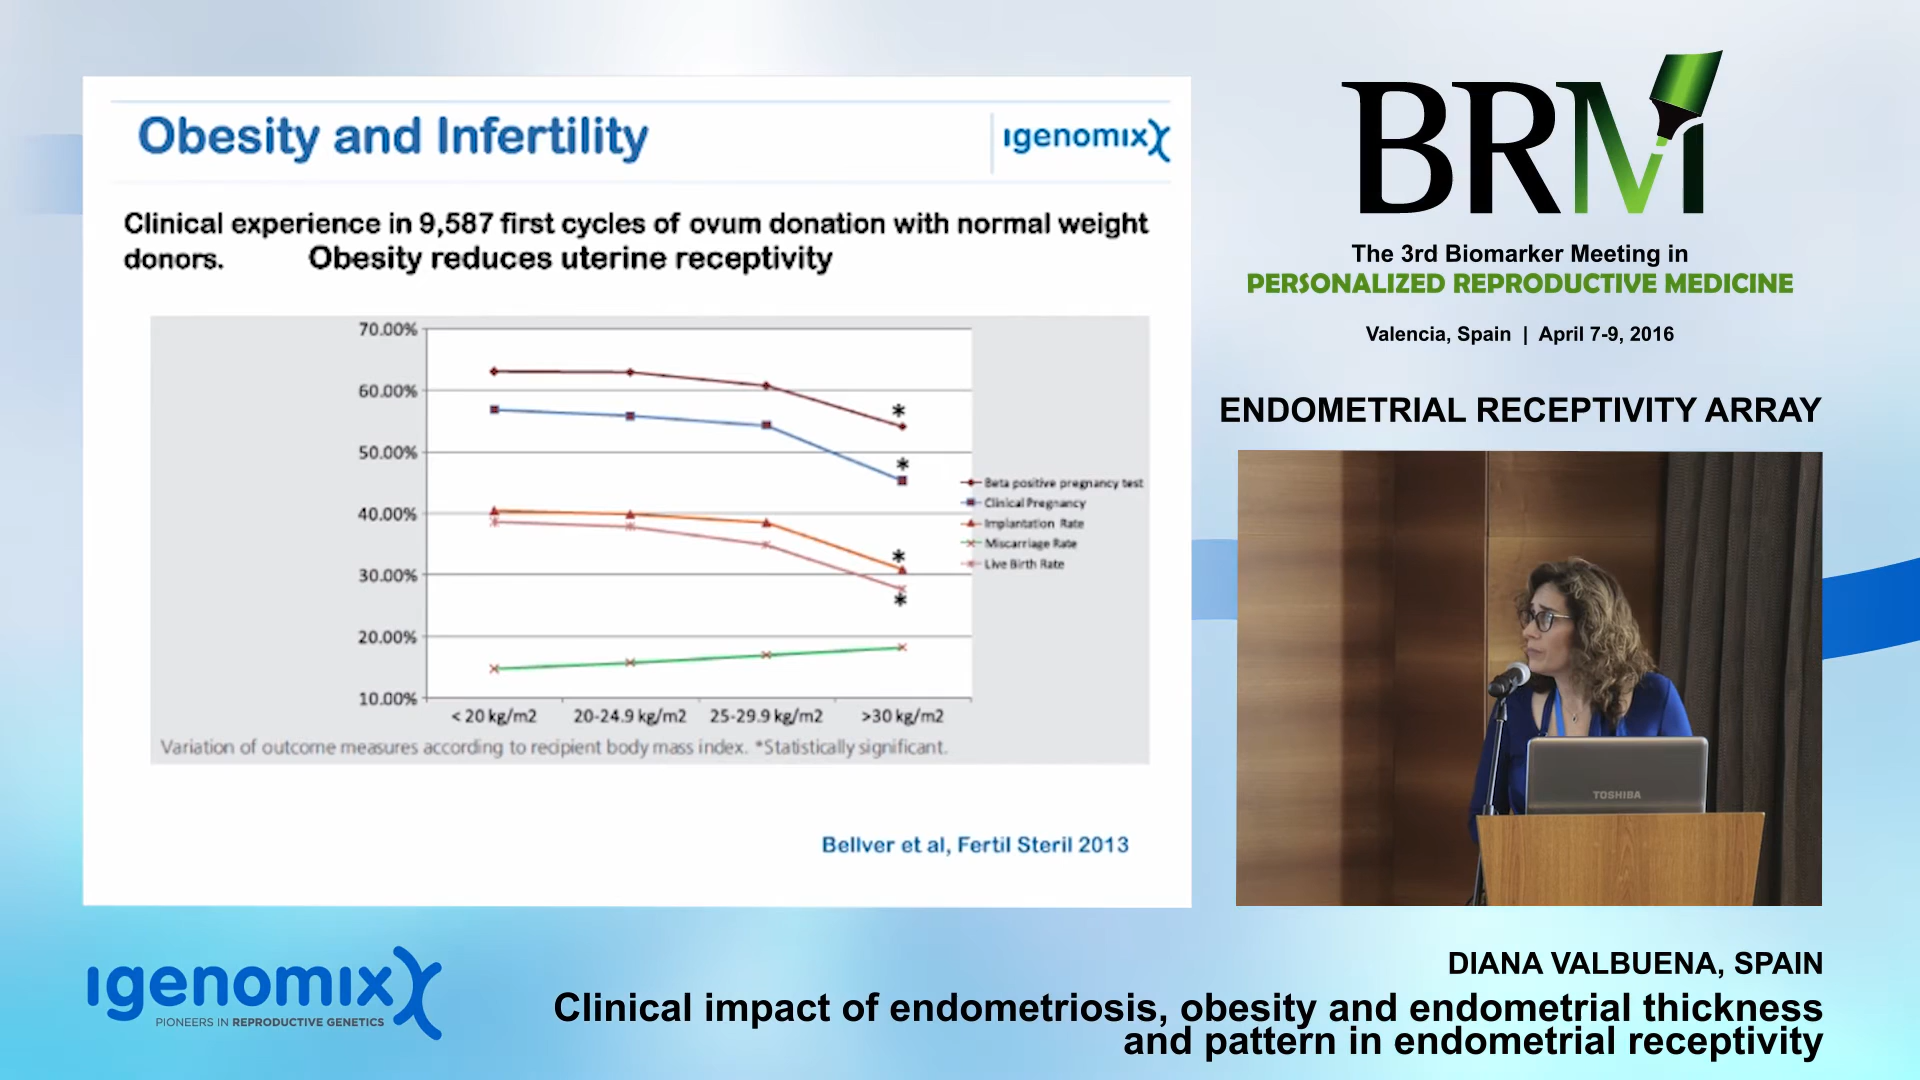 Obesity and Infertility
igenomix
Clinical experience in 9,587 first cycles of ovum donation with normal weight
donors. Obesity reduces uterine receptivity
70.00%
60.00%
50.00%
40.00%
30.00%
20.00%
10.00%
*
*
*
*
< 20 kg/m2 20-24.9 kg/m2 25-29.9 kg/m2 >30 kg/m2
Beta positive pregnancy test
Clinical Pregnancy
Implantation Rate
Miscarriage Rate
Live Birth Rate
Variation of outcome measures according to recipient body mass index. *Statistically significant.
Bellver et al, Fertil Steril 2013
BRM
The 3rd Biomarker Meeting in
PERSONALIZED REPRODUCTIVE MEDICINE
Valencia, Spain | April 7-9, 2016
ENDOMETRIAL RECEPTIVITY ARRAY
TOSHIBA
igenomix
PIONEERS IN REPRODUCTIVE GENETICS
DIANA VALBUENA, SPAIN
Clinical impact of endometriosis, obesity and endometrial thickness
and pattern in endometrial receptivity